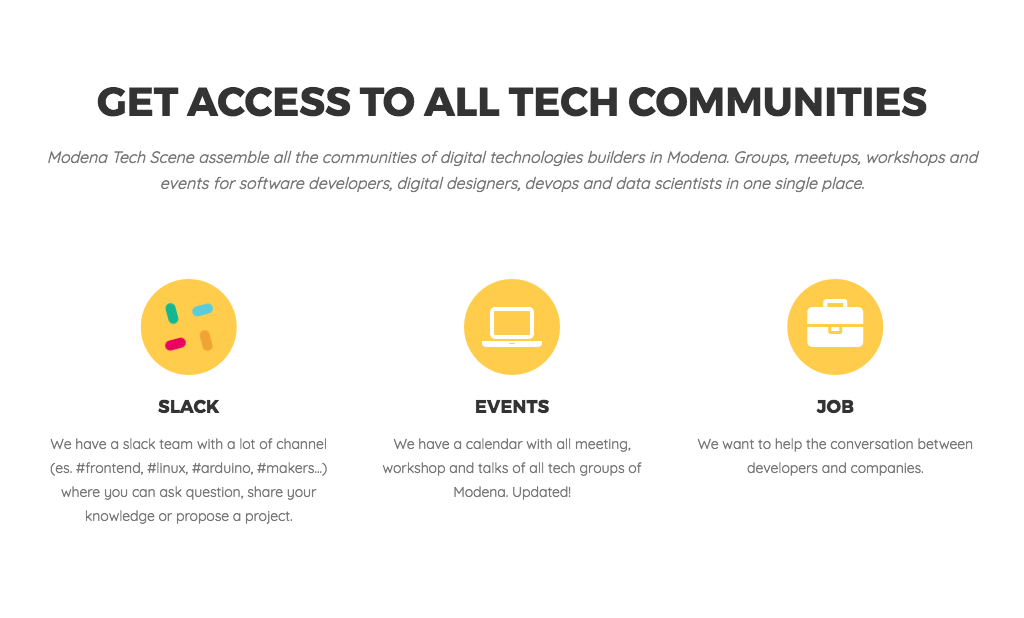 GET ACCESS TO ALL TECH COMMUNITIES
Modena Tech Scene assemble all the communities of digital technologies builders in Modena. Groups, meetups, workshops and
events for software developers, digital designers, devops and data scientists in one single place.
SLACK
We have a slack team with a lot of channel
(es. #frontend, #linux, #arduino, #makers...)
where you can ask question, share your
knowledge or propose a project.
EVENTS
We have a calendar with all meeting,
workshop and talks of all tech groups of
Modena. Updated!
JOB
We want to help the conversation between
developers and companies.